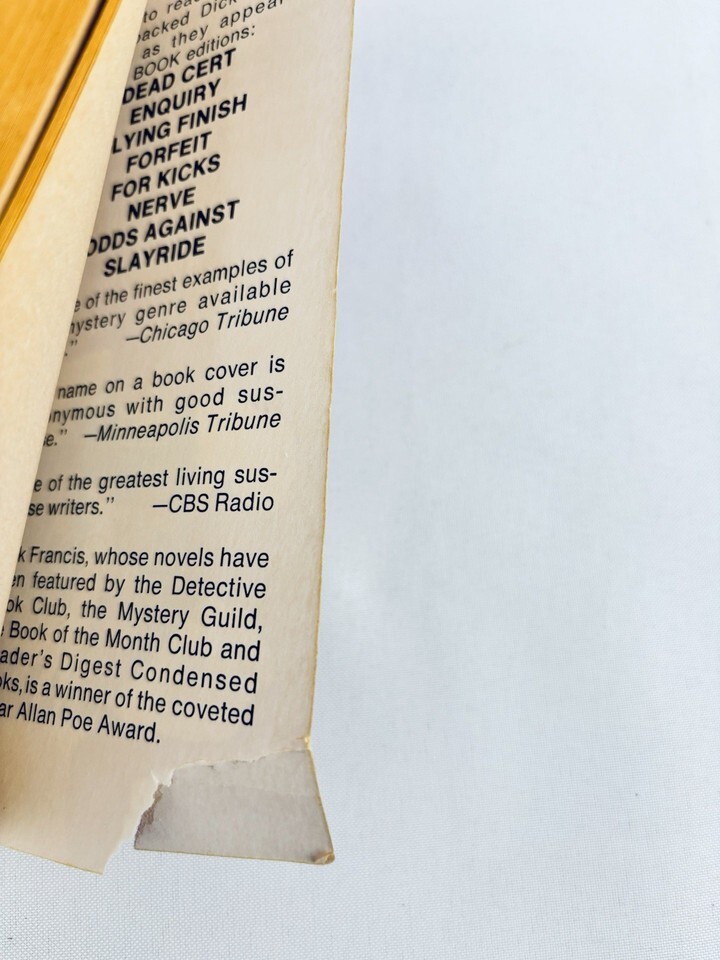 to rea
acked Dick
as they appear
BOOK editions:
DEAD CERT
ENQUIRY
LYING FINISH
FORFEIT
FOR KICKS
NERVE
ODDS AGAINST
SLAYRIDE
e of the finest examples of
ystery genre available
." —Chicago Tribune
name on a book cover is
nymous with good sus-
e." —Minneapolis Tribune
e of the greatest living sus-
se writers." —CBS Radio
k Francis, whose novels have
en featured by the Detective
ok Club, the Mystery Guild,
Book of the Month Club and
ader's Digest Condensed
ks, is a winner of the coveted
ar Allan Poe Award.